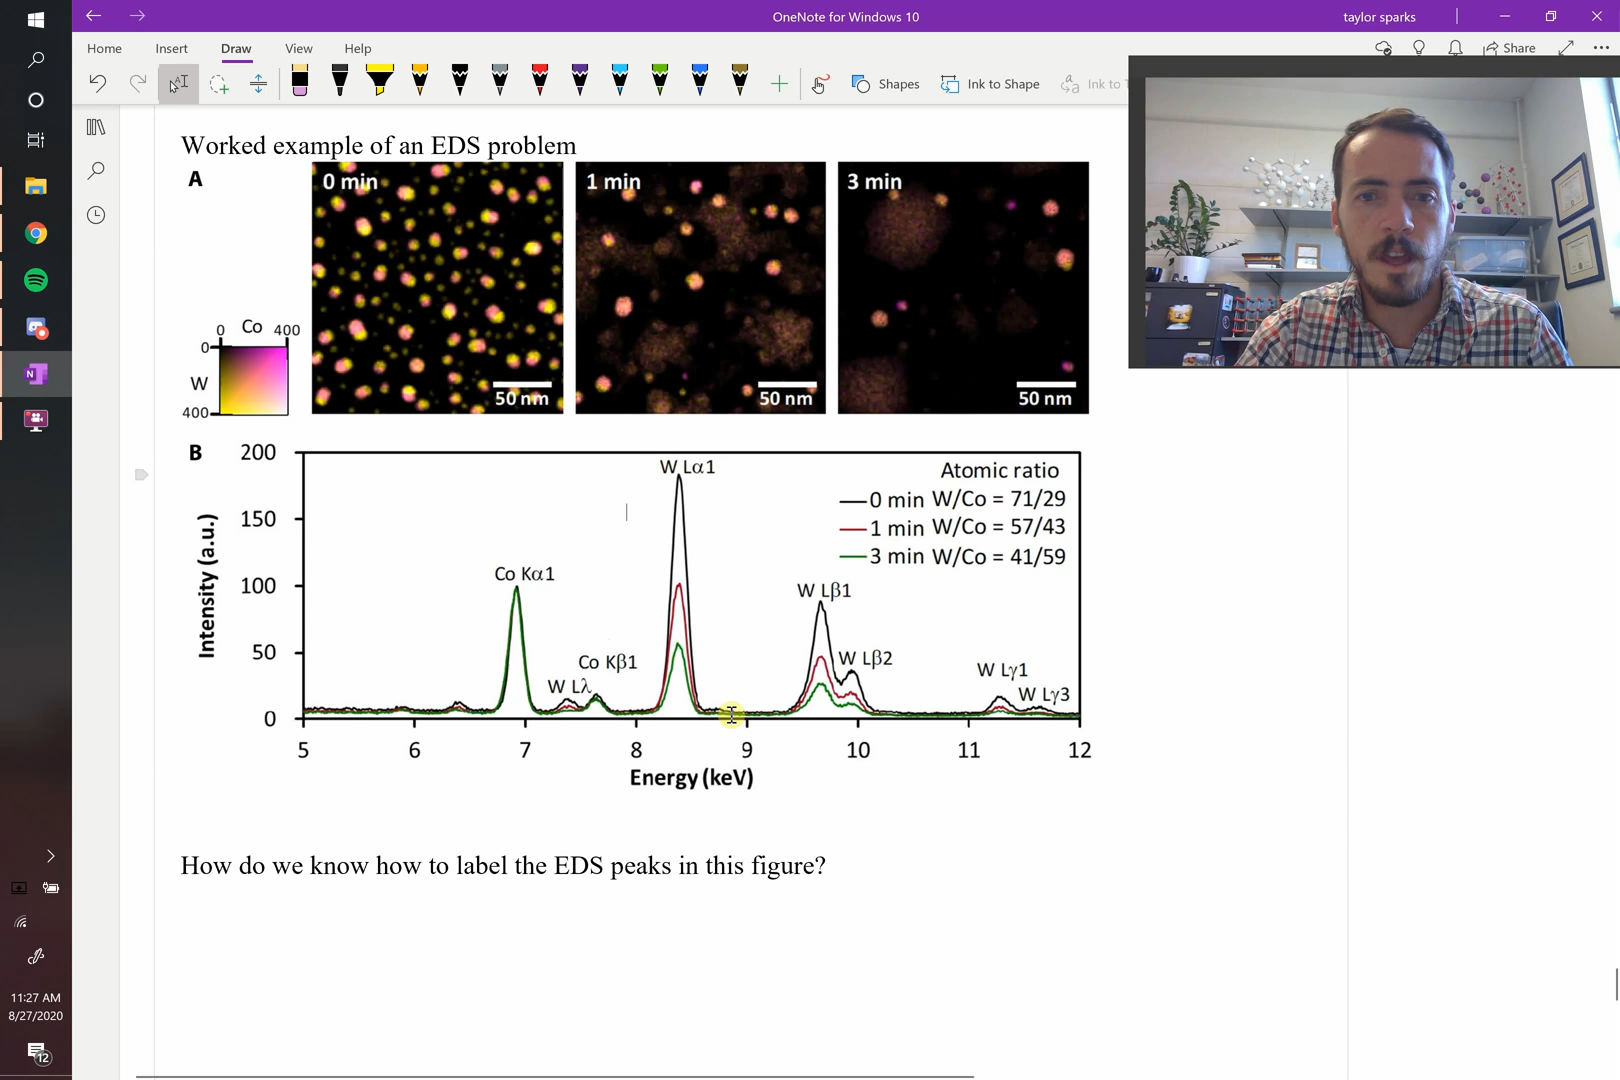 OneNote for Windows 10
taylor sparks
Home Insert Draw View Help
Share
Shapes
Ink to Shape
Ink to
Worked example of an EDS problem
A
0 min
1 min
3 min
0 Co 400
0
W
400
50 nm
50 nm
50 nm
B
200
150
100
50
0
Intensity (a.u.)
W Lα1
Atomic ratio
0 min W/Co = 71/29
1 min W/Co = 57/43
3 min W/Co = 41/59
Co Kα1
W Lβ1
Co Kβ1
W Lβ2
W Lλ
W Lγ1
W Lγ3
5 6 7 8 9 10 11 12
Energy (keV)
How do we know how to label the EDS peaks in this figure?
11:27 AM
8/27/2020
12